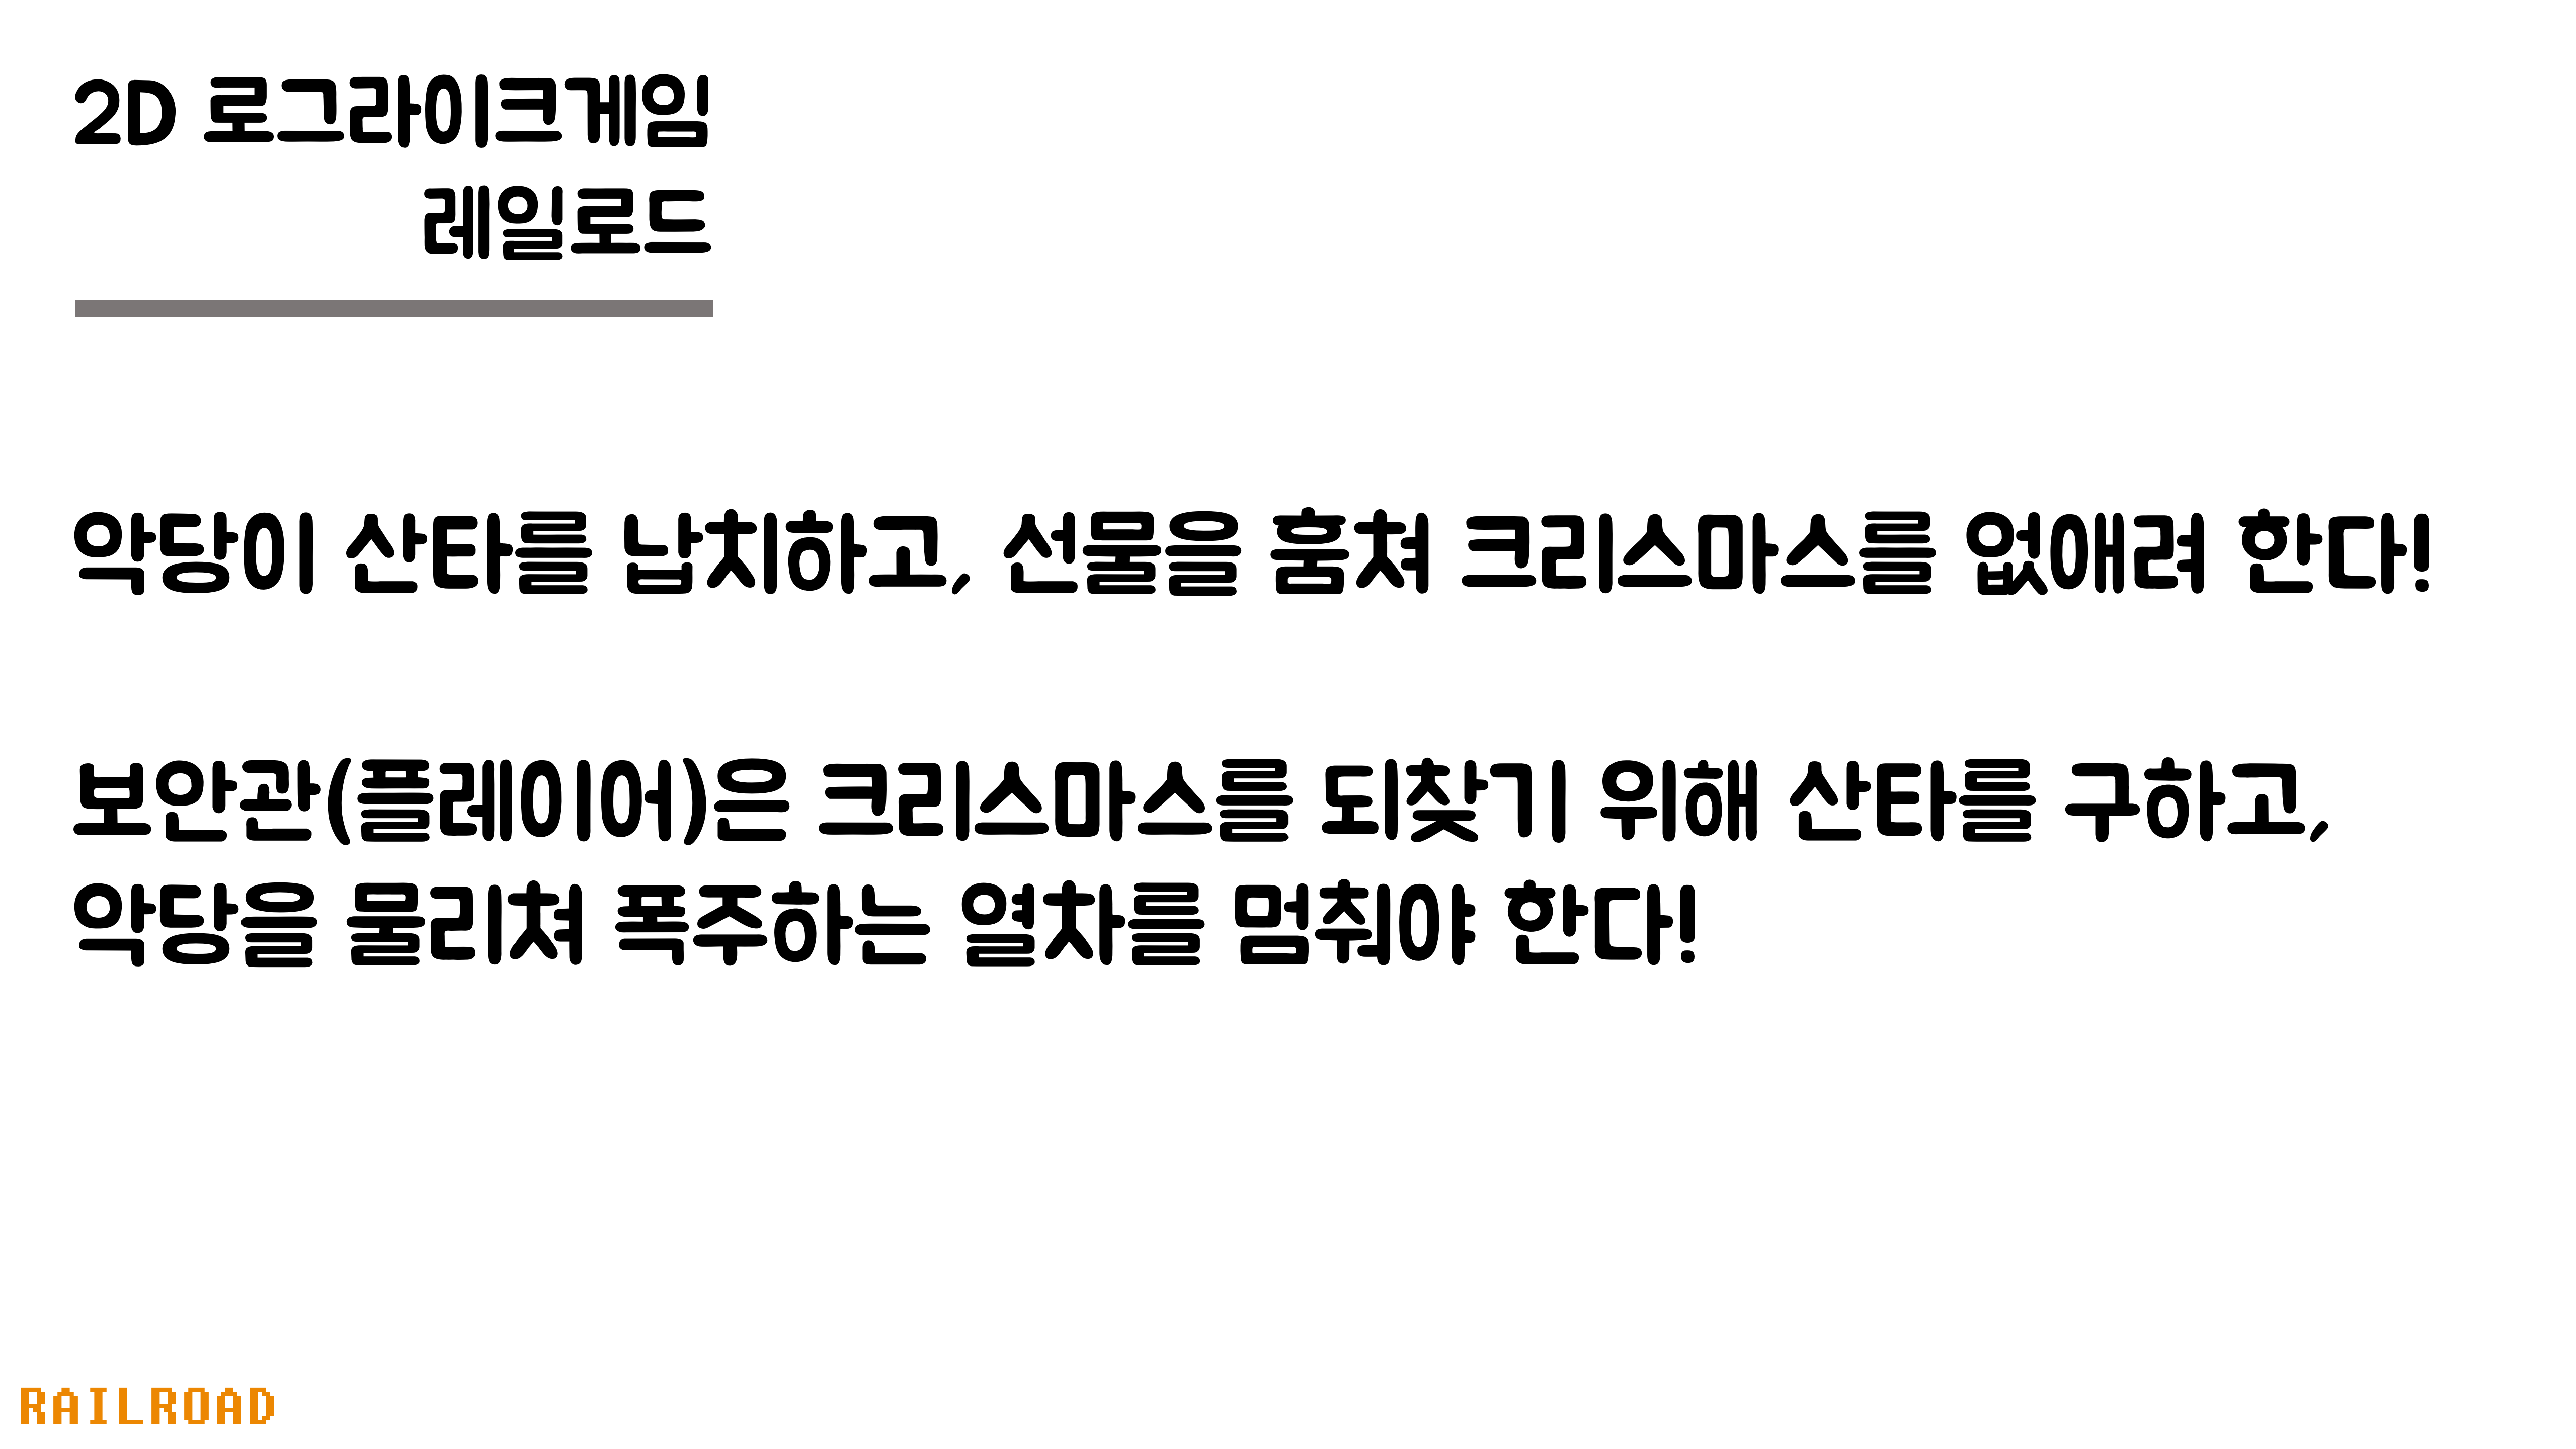 2D 로그라이크게임
레일로드
악당이 산타를 납치하고, 선물을 훔쳐 크리스마스를 없애려 한다!
보안관(플레이어)은 크리스마스를 되찾기 위해 산타를 구하고,
악당을 물리쳐 폭주하는 열차를 멈춰야 한다!
RAILROAD